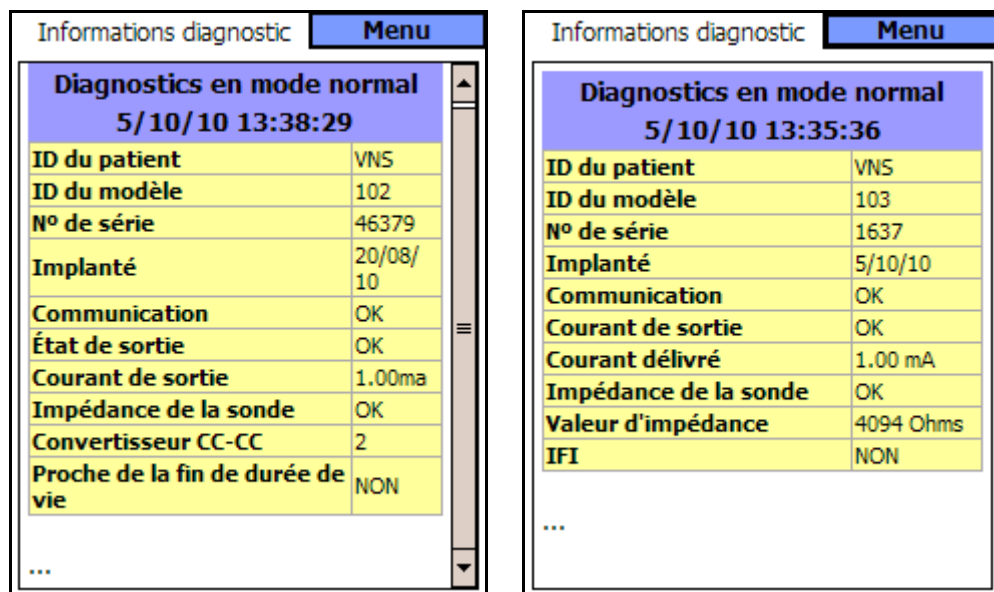 Informations diagnostic Menu
Diagnostics en mode normal
5/10/10 13:38:29
ID du patient VNS
ID du modèle 102
Nº de série 46379
Implanté 20/08/
10
Communication OK
État de sortie OK
Courant de sortie 1.00ma
Impédance de la sonde OK
Convertisseur CC-CC 2
Proche de la fin de durée de
vie NON
...
Informations diagnostic Menu
Diagnostics en mode normal
5/10/10 13:35:36
ID du patient VNS
ID du modèle 103
Nº de série 1637
Implanté 5/10/10
Communication OK
Courant de sortie OK
Courant délivré 1.00 mA
Impédance de la sonde OK
Valeur d'impédance 4094 Ohms
IFI NON
...